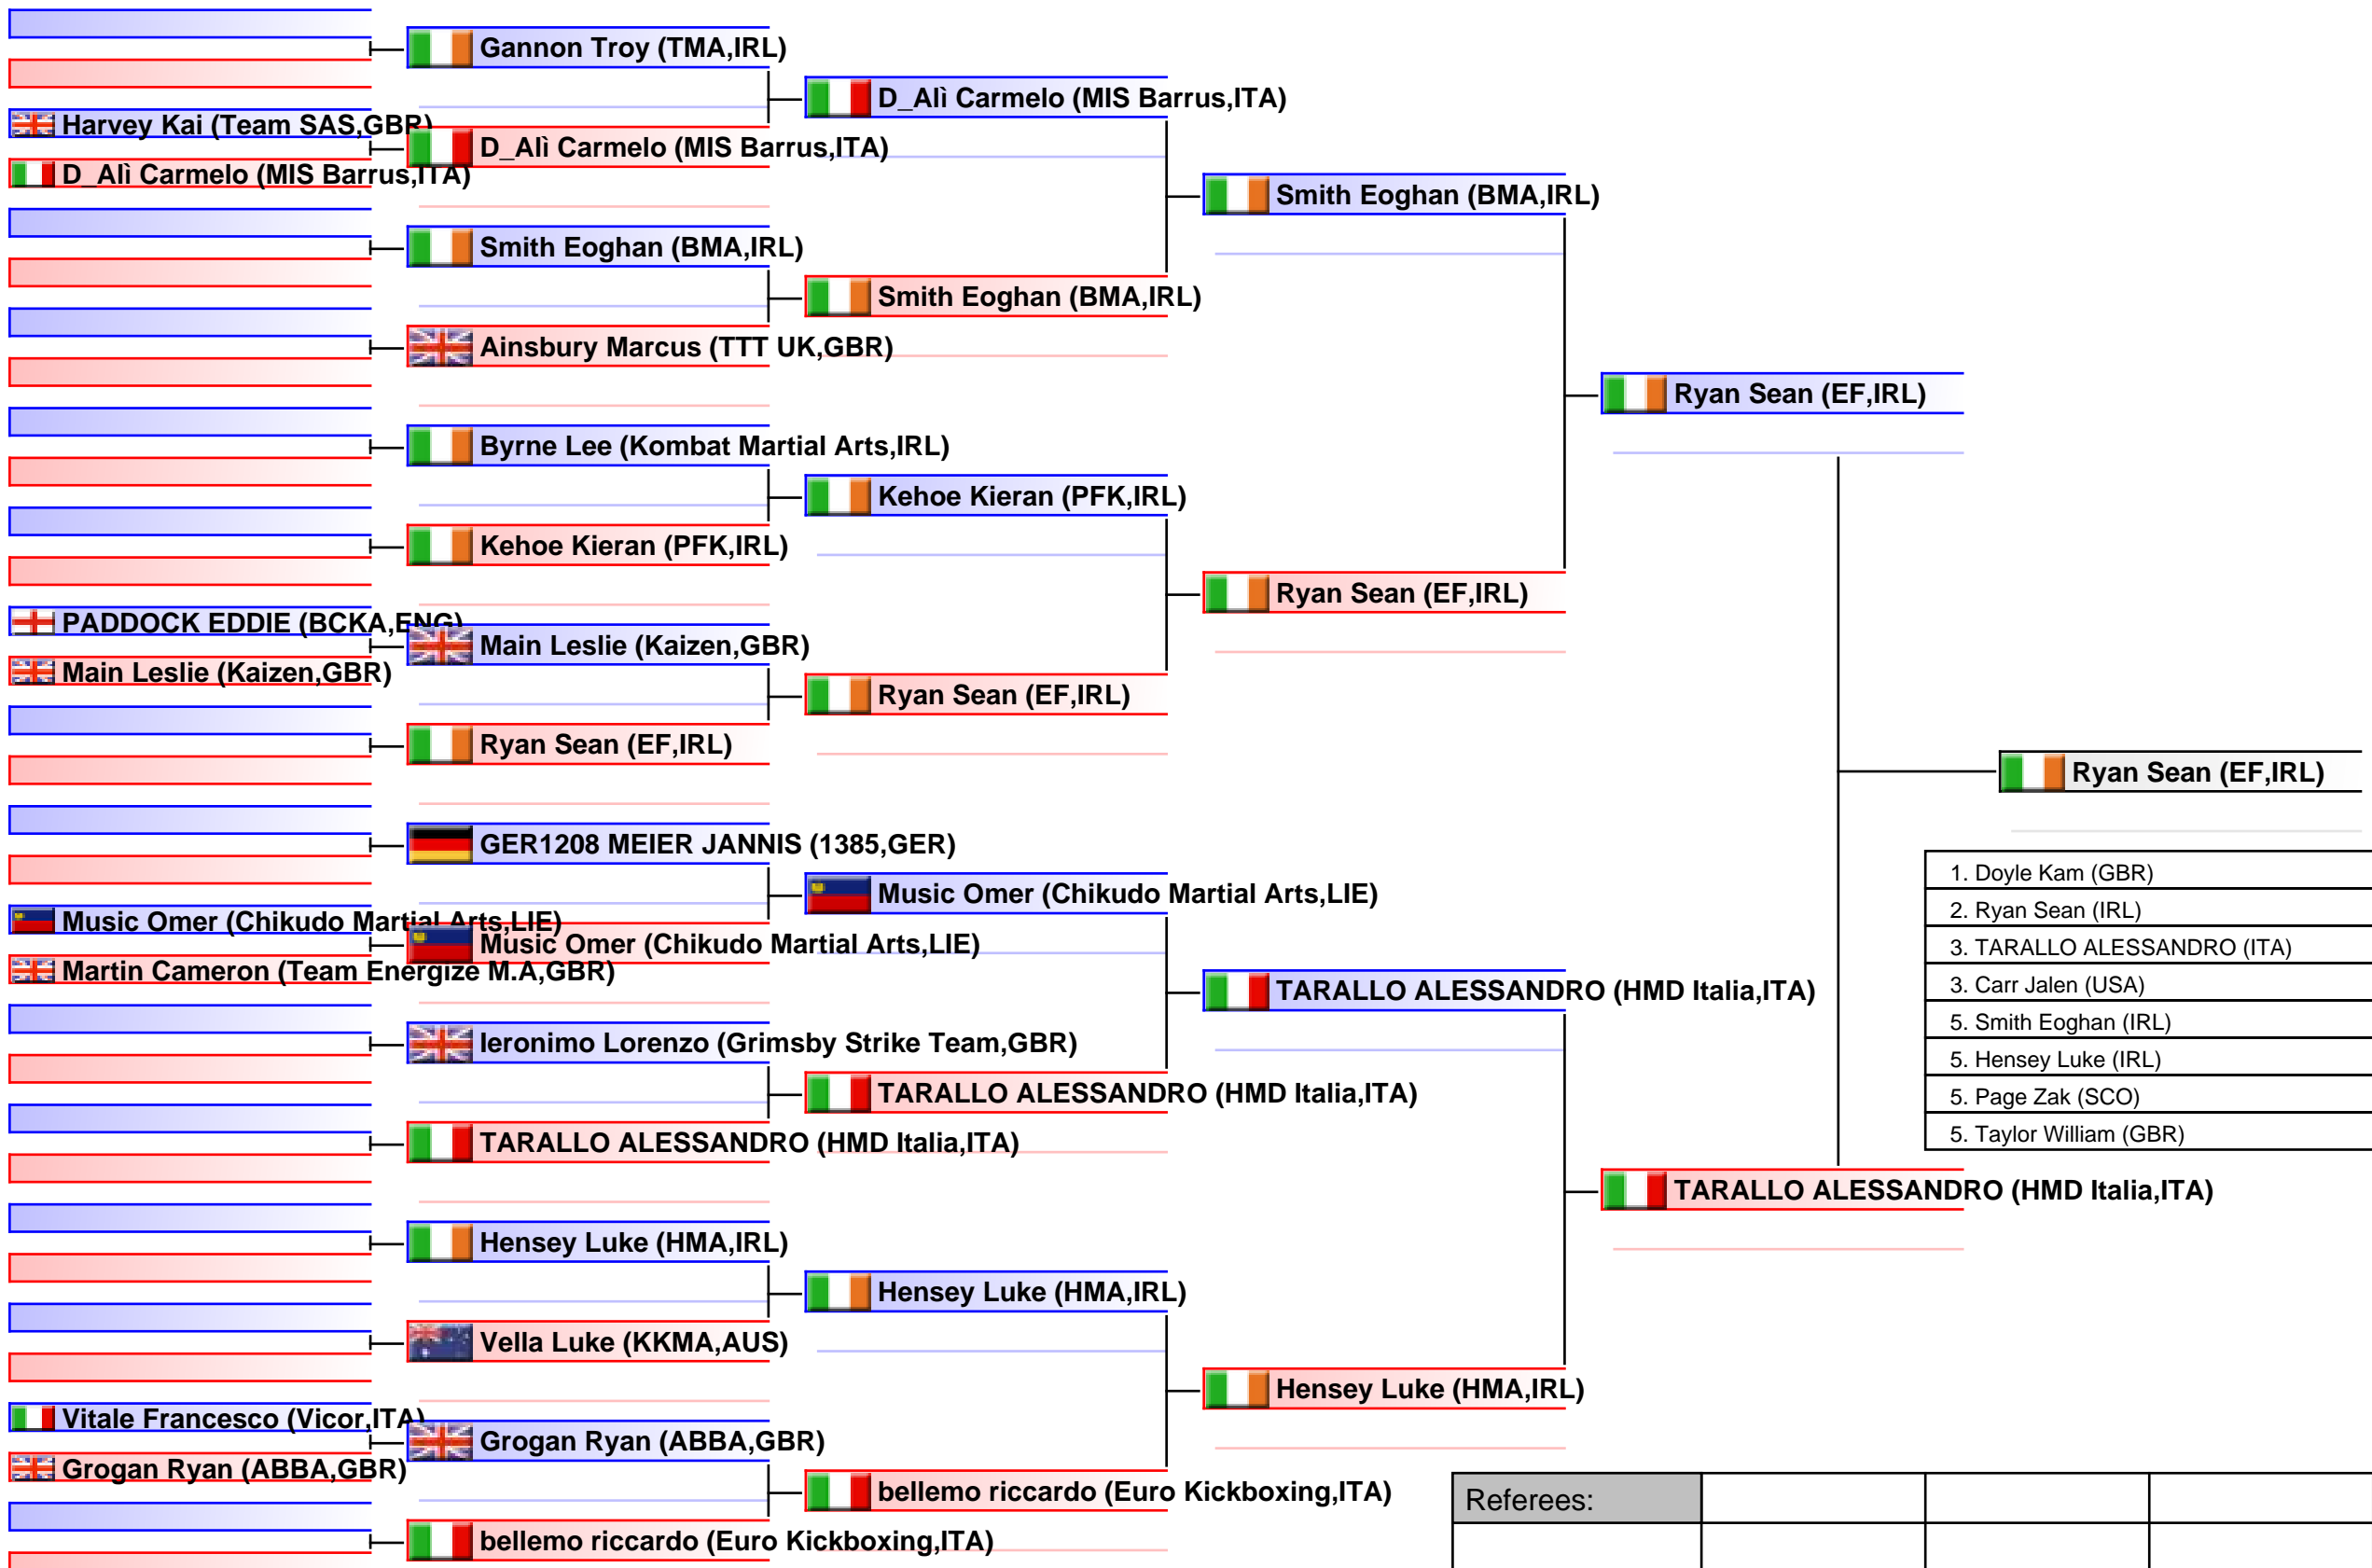 Gannon Troy (TMA,IRL)
D_Alì Carmelo (MIS Barrus,ITA)
Harvey Kai (Team SAS,GBR)
D_Alì Carmelo (MIS Barrus,ITA)
D_Alì Carmelo (MIS Barrus,ITA)
Smith Eoghan (BMA,IRL)
Smith Eoghan (BMA,IRL)
Smith Eoghan (BMA,IRL)
Ainsbury Marcus (TTT UK,GBR)
Ryan Sean (EF,IRL)
Byrne Lee (Kombat Martial Arts,IRL)
Kehoe Kieran (PFK,IRL)
Kehoe Kieran (PFK,IRL)
Ryan Sean (EF,IRL)
PADDOCK EDDIE (BCKA,ENG)
Main Leslie (Kaizen,GBR)
Main Leslie (Kaizen,GBR)
Ryan Sean (EF,IRL)
Ryan Sean (EF,IRL)
Ryan Sean (EF,IRL)
GER1208 MEIER JANNIS (1385,GER)
1. Doyle Kam (GBR)
Music Omer (Chikudo Martial Arts,LIE)
2. Ryan Sean (IRL)
Music Omer (Chikudo Martial Arts,LIE)
Music Omer (Chikudo Martial Arts,LIE)
3. TARALLO ALESSANDRO (ITA)
Martin Cameron (Team Energize M.A,GBR)
3. Carr Jalen (USA)
TARALLO ALESSANDRO (HMD Italia,ITA)
5. Smith Eoghan (IRL)
Ieronimo Lorenzo (Grimsby Strike Team,GBR)
5. Hensey Luke (IRL)
TARALLO ALESSANDRO (HMD Italia,ITA)
5. Page Zak (SCO)
5. Taylor William (GBR)
TARALLO ALESSANDRO (HMD Italia,ITA)
TARALLO ALESSANDRO (HMD Italia,ITA)
Hensey Luke (HMA,IRL)
Hensey Luke (HMA,IRL)
Vella Luke (KKMA,AUS)
Hensey Luke (HMA,IRL)
Vitale Francesco (Vicor,ITA)
Grogan Ryan (ABBA,GBR)
Grogan Ryan (ABBA,GBR)
bellemo riccardo (Euro Kickboxing,ITA)
Referees:
bellemo riccardo (Euro Kickboxing,ITA)